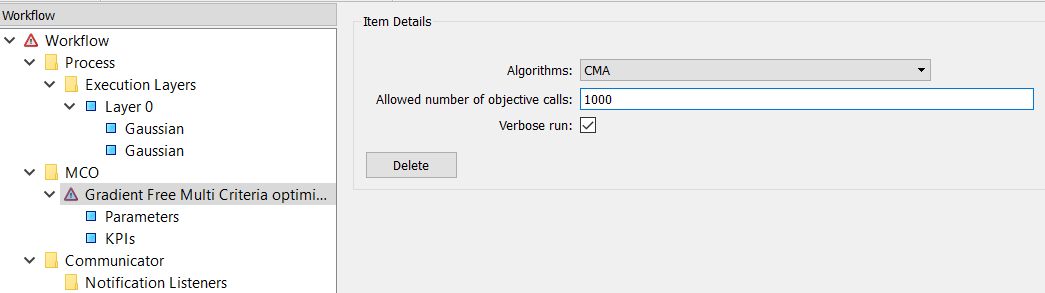 Workflow
Workflow
Process
Execution Layers
Layer 0
Gaussian
Gaussian
MCO
Gradient Free Multi Criteria optimi...
Parameters
KPIs
Communicator
Notification Listeners
Item Details
Algorithms: CMA
Allowed number of objective calls: 1000
Verbose run:
Delete